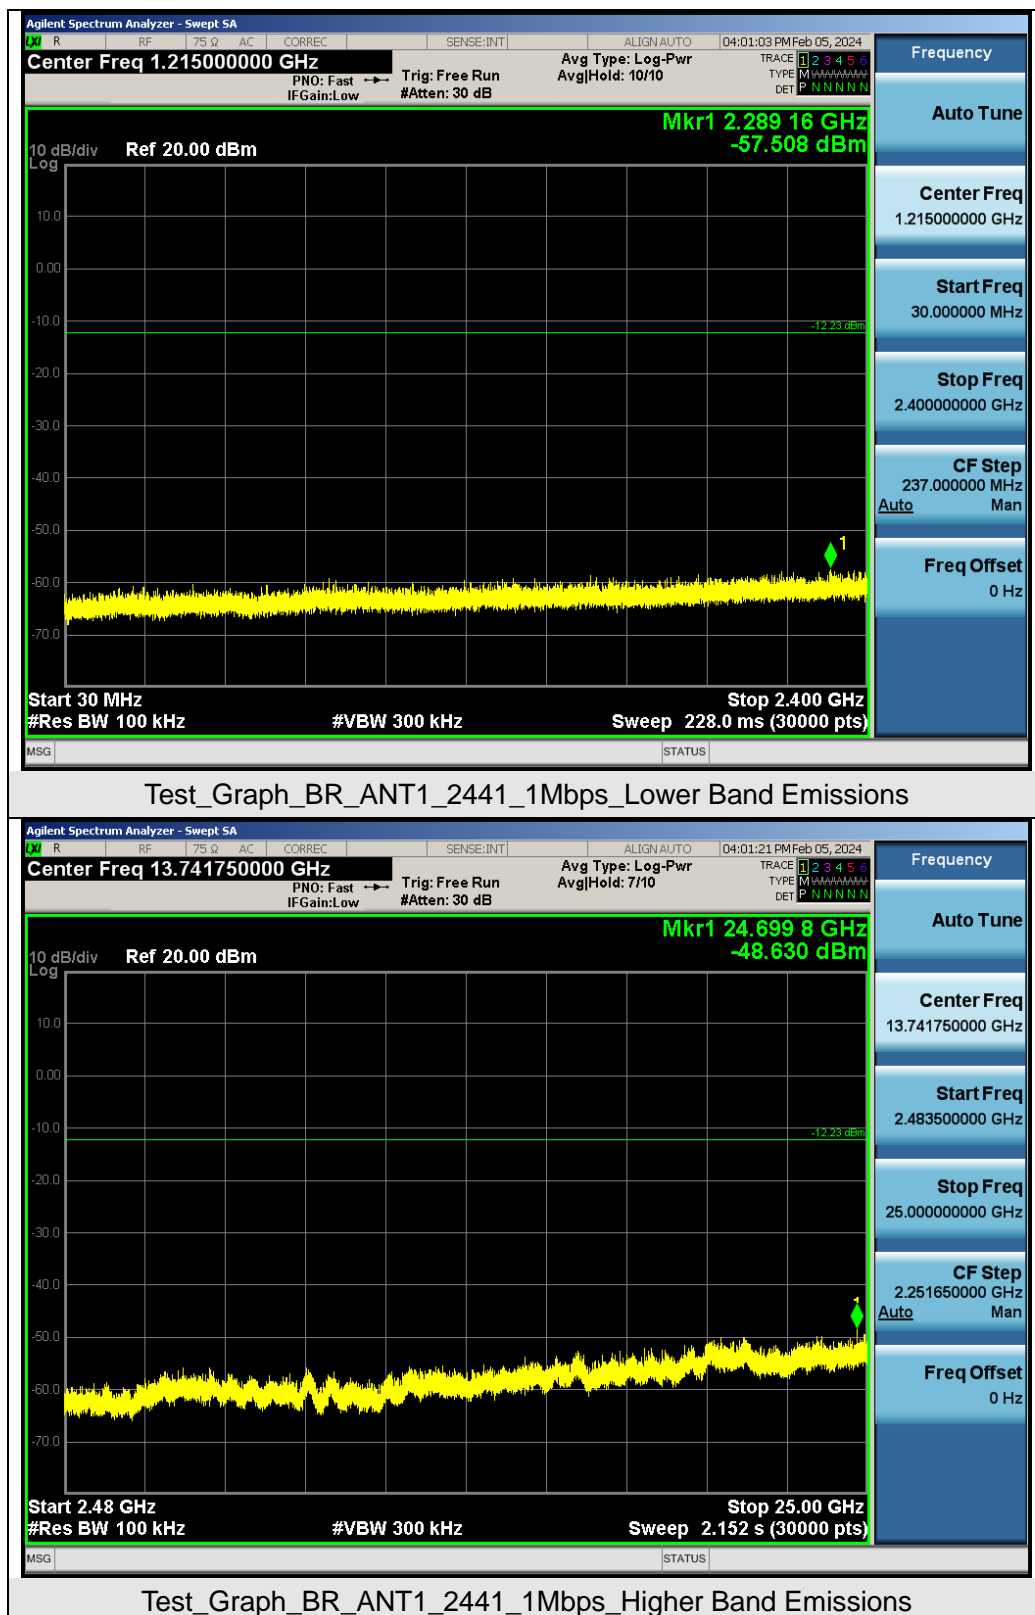 Agilent Spectrum Analyzer - Swept SA
LXI R RF 75 Ω AC CORREC SENSE:INT ALIGN AUTO 04:01:03 PM Feb 05, 2024
Center Freq 1.215000000 GHz Avg Type: Log-Pwr TRACE 1 2 3 4 5 6
PNO: Fast Trig: Free Run Avg|Hold: 10/10 TYPE M
IFGain:Low #Atten: 30 dB DET P N N N N N
Frequency
Mkr1 2.289 16 GHz
10 dB/div Ref 20.00 dBm -57.508 dBm
Log
10.0
0.00
-10.0
-12.23 dBm
-20.0
-30.0
-40.0
-50.0
1
-60.0
-70.0
Start 30 MHz Stop 2.400 GHz
#Res BW 100 kHz #VBW 300 kHz Sweep 228.0 ms (30000 pts)
MSG STATUS
Auto Tune
Center Freq
1.215000000 GHz
Start Freq
30.000000 MHz
Stop Freq
2.400000000 GHz
CF Step
237.000000 MHz
Auto Man
Freq Offset
0 Hz
Test_Graph_BR_ANT1_2441_1Mbps_Lower Band Emissions
Agilent Spectrum Analyzer - Swept SA
LXI R RF 75 Ω AC CORREC SENSE:INT ALIGN AUTO 04:01:21 PM Feb 05, 2024
Center Freq 13.741750000 GHz Avg Type: Log-Pwr TRACE 1 2 3 4 5 6
PNO: Fast Trig: Free Run Avg|Hold: 7/10 TYPE M
IFGain:Low #Atten: 30 dB DET P N N N N N
Frequency
Mkr1 24.699 8 GHz
10 dB/div Ref 20.00 dBm -48.630 dBm
Log
10.0
0.00
-10.0
-12.23 dBm
-20.0
-30.0
-40.0
1
-50.0
-60.0
-70.0
Start 2.48 GHz Stop 25.00 GHz
#Res BW 100 kHz #VBW 300 kHz Sweep 2.152 s (30000 pts)
MSG STATUS
Auto Tune
Center Freq
13.741750000 GHz
Start Freq
2.483500000 GHz
Stop Freq
25.000000000 GHz
CF Step
2.251650000 GHz
Auto Man
Freq Offset
0 Hz
Test_Graph_BR_ANT1_2441_1Mbps_Higher Band Emissions